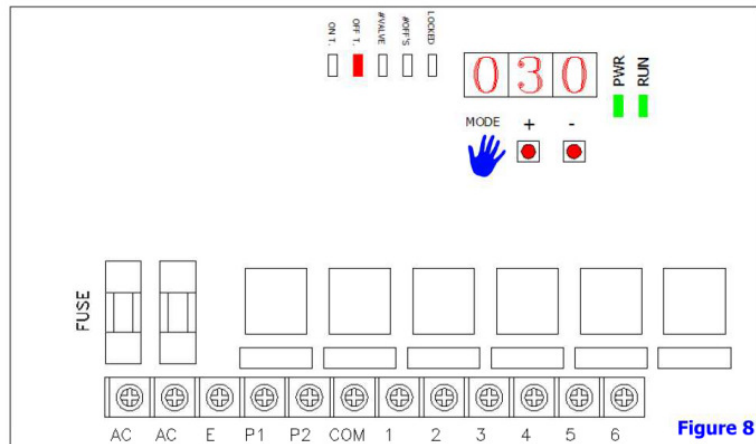 ON T.
OFF T.
#VALVE
#OFF'S
LOCKED
030
PWR
RUN
MODE + -
FUSE
AC AC E P1 P2 COM 1 2 3 4 5 6
Figure 8